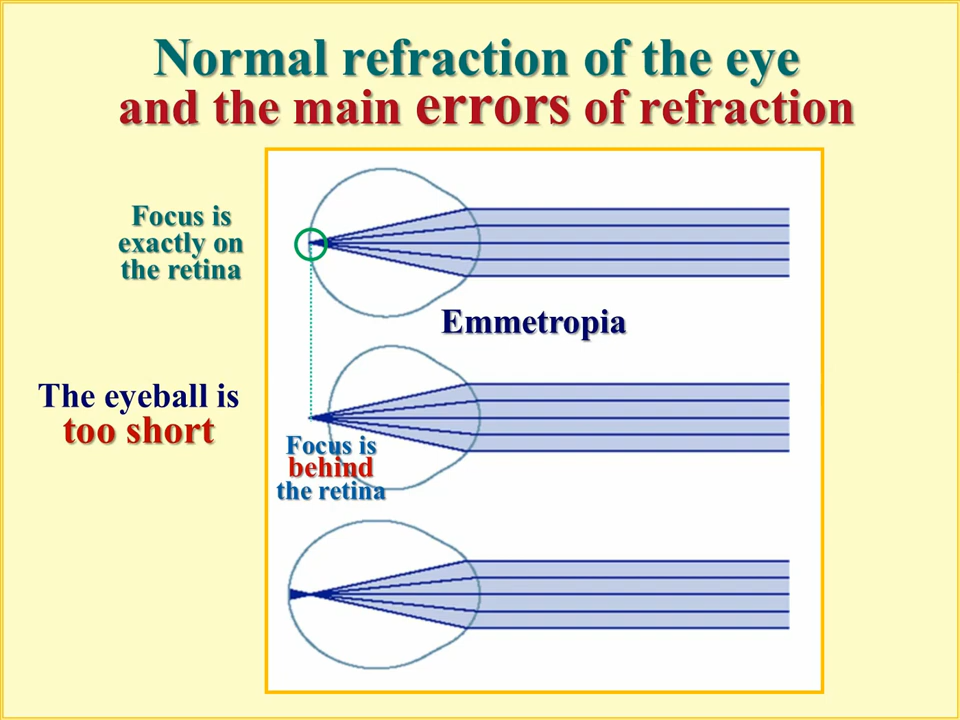 Normal refraction of the eye
and the main errors of refraction
Focus is
exactly on
the retina
Emmetropia
The eyeball is
too short
Focus is
behind
the retina